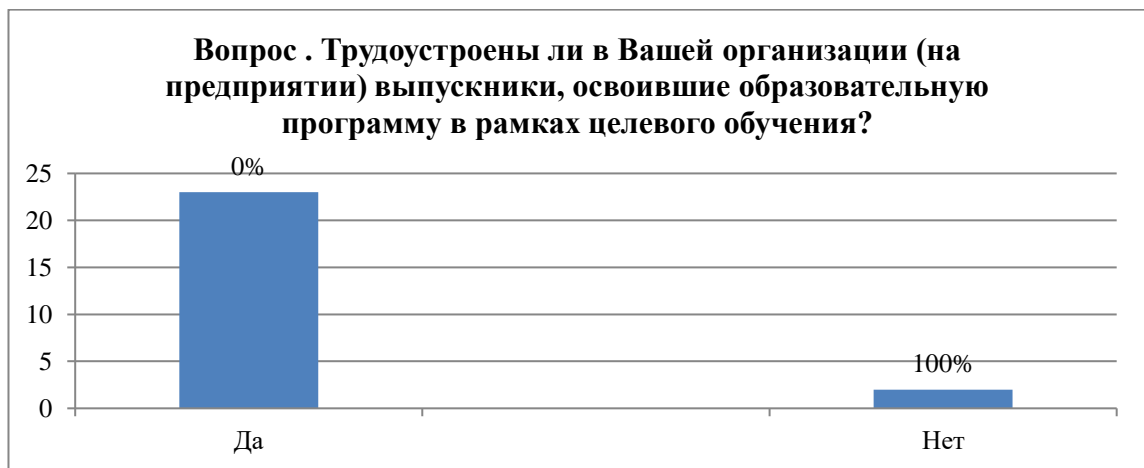 Вопрос . Трудоустроены ли в Вашей организации (на
предприятии) выпускники, освоившие образовательную
программу в рамках целевого обучения?
25
20
15
10
5
0
0%
100%
Да
Нет